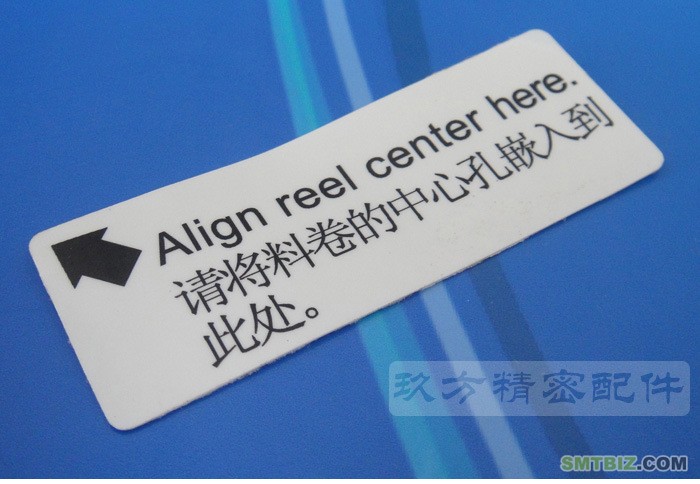 Align reel center here.
请将料卷的中心孔嵌入到
此处。
玖方精密配件
SMTBIZ.COM